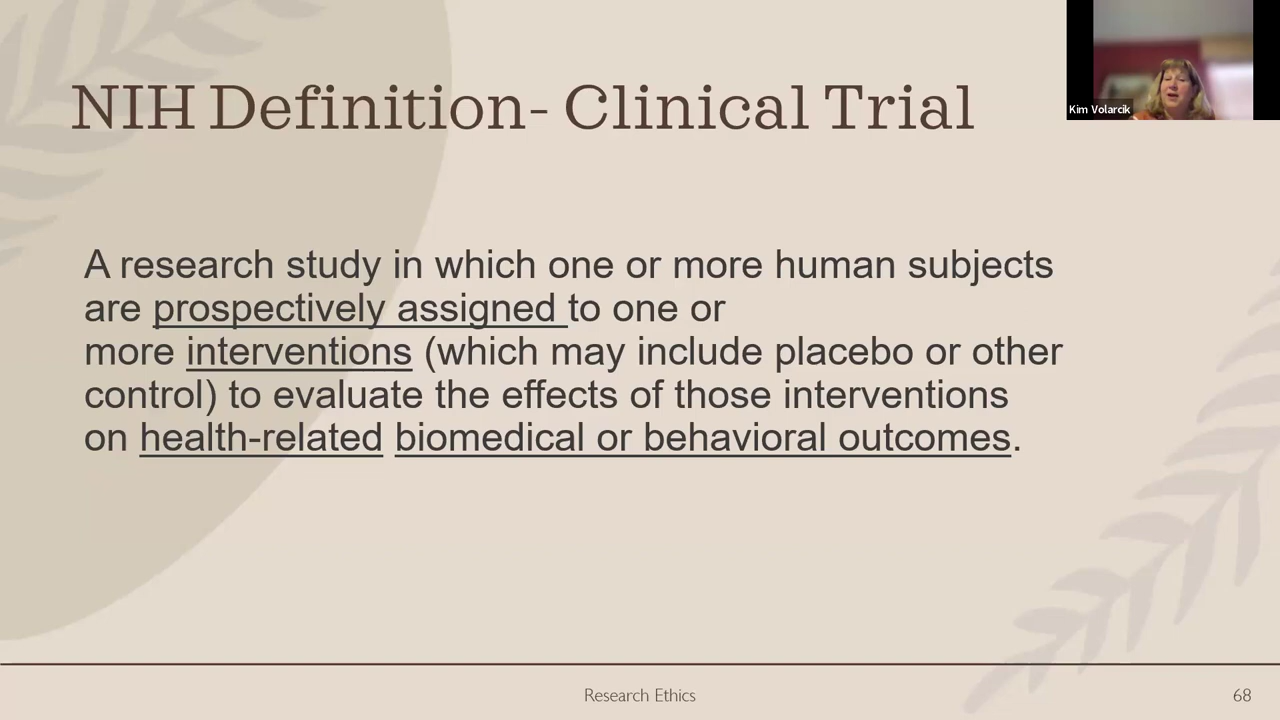 NIH Definition- Clinical Trial
Kim Volarcik
A research study in which one or more human subjects
are prospectively assigned to one or
more interventions (which may include placebo or other
control) to evaluate the effects of those interventions
on health-related biomedical or behavioral outcomes.
Research Ethics
68